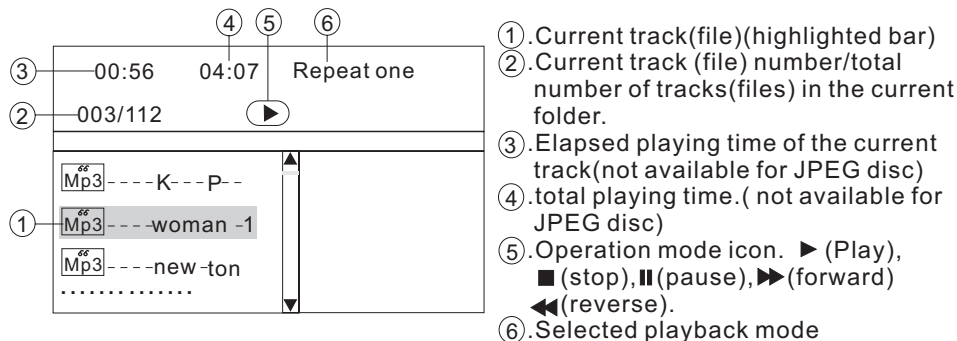 ④ ⑤ ⑥
③ 00:56 04:07 Repeat one
② 003/112
Mp3 ----K---P--
① Mp3 ----woman -1
Mp3 ----new-ton
..............
①.Current track(file)(highlighted bar)
②.Current track (file) number/total
number of tracks(files) in the current
folder.
③.Elapsed playing time of the current
track(not available for JPEG disc)
④.total playing time.( not available for
JPEG disc)
⑤.Operation mode icon. ▶ (Play),
■(stop),⏸(pause),▶▶(forward)
◀◀(reverse).
⑥.Selected playback mode